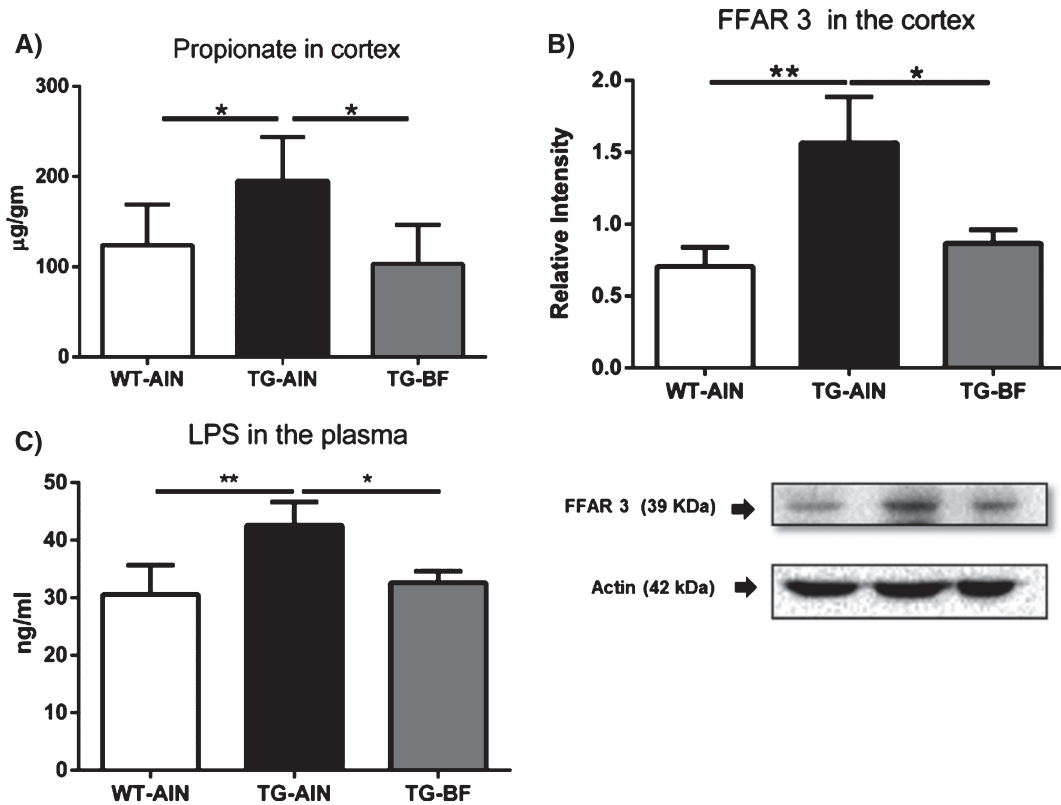 A)
Propionate in cortex
300
200
100
0
µg/gm
*
*
WT-AIN TG-AIN TG-BF
B)
FFAR 3 in the cortex
2.0
1.5
1.0
0.5
0.0
Relative Intensity
**
*
WT-AIN TG-AIN TG-BF
C)
LPS in the plasma
50
40
30
20
10
0
ng/ml
**
*
WT-AIN TG-AIN TG-BF
FFAR 3 (39 KDa)
Actin (42 kDa)